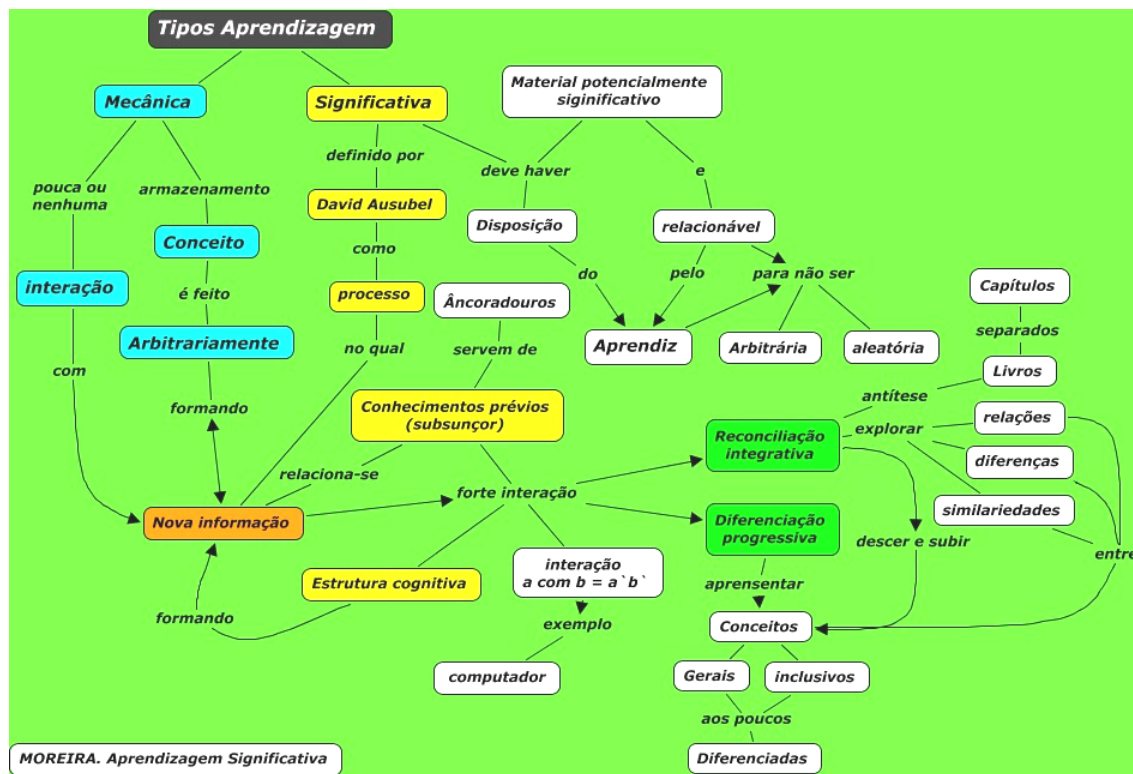 Tipos Aprendizagem
Mecânica
Significativa
Material potencialmente
siginificativo
pouca ou
nenhuma
armazenamento
definido por
deve haver
e
David Ausubel
Disposição
relacionável
Conceito
como
interação
é feito
processo
Âncoradouros
do
pelo
para não ser
Capítulos
Arbitrariamente
no qual
servem de
Aprendiz
Arbitrária
aleatória
separados
Livros
com
formando
Conhecimentos prévios
(subsunçor)
antítese
Reconciliação
integrativa
explorar
relações
diferenças
similariedades
relaciona-se
forte interação
Nova informação
Diferenciação
progressiva
descer e subir
entre
interação
a com b = a`b`
Estrutura cognitiva
aprensentar
formando
exemplo
Conceitos
computador
Gerais
inclusivos
aos poucos
Diferenciadas
MOREIRA. Aprendizagem Significativa